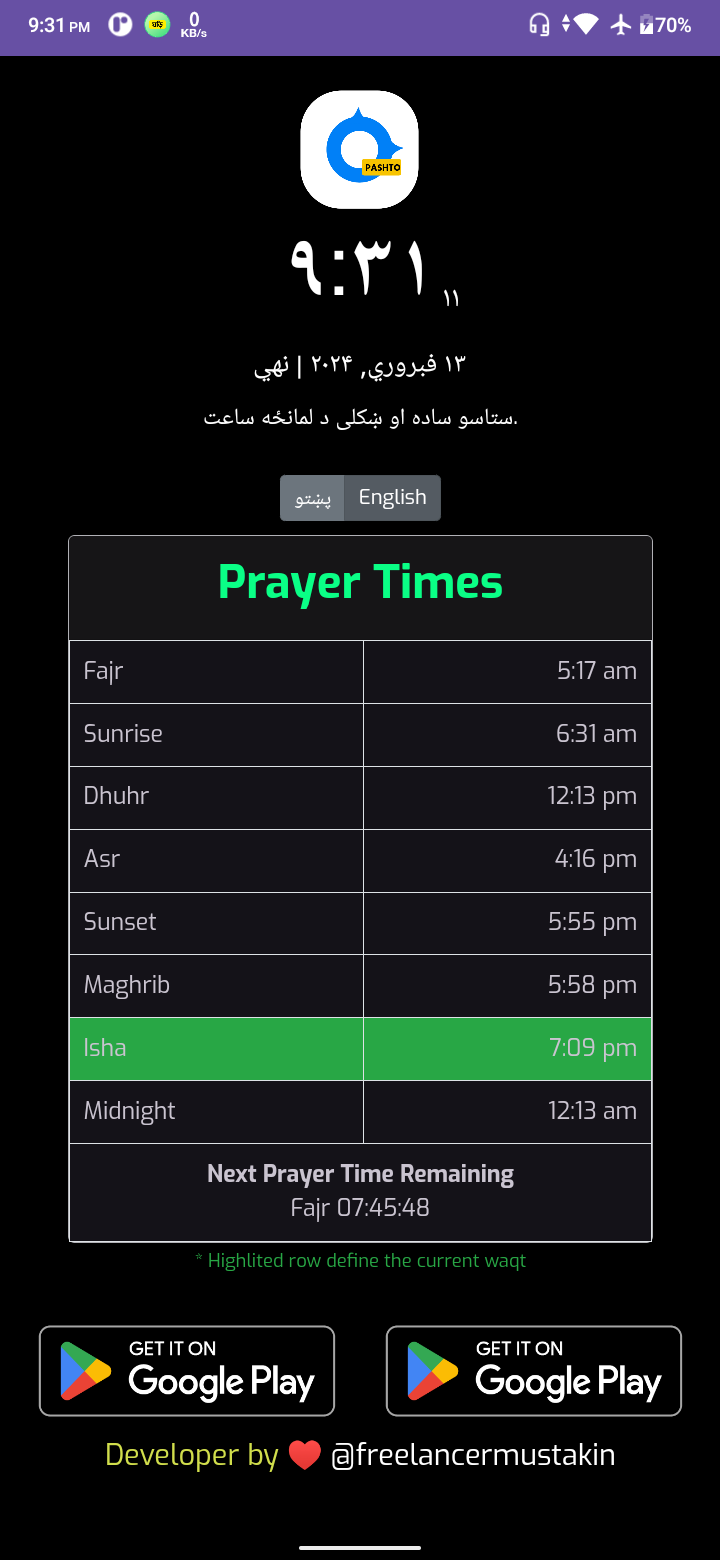 9:31 PM ঘড়ি 0 KB/s 70%
PASHTO
۹:۳۱ ۱۱
۱۳ فبروري, ۲۰۲۴ | نهي
ستاسو ساده او ښکلی د لمانځه ساعت.
پښتو English
Prayer Times
Fajr 5:17 am
Sunrise 6:31 am
Dhuhr 12:13 pm
Asr 4:16 pm
Sunset 5:55 pm
Maghrib 5:58 pm
Isha 7:09 pm
Midnight 12:13 am
Next Prayer Time Remaining
Fajr 07:45:48
* Highlited row define the current waqt
GET IT ON GET IT ON
Google Play Google Play
Developer by ❤️ @freelancermustakin